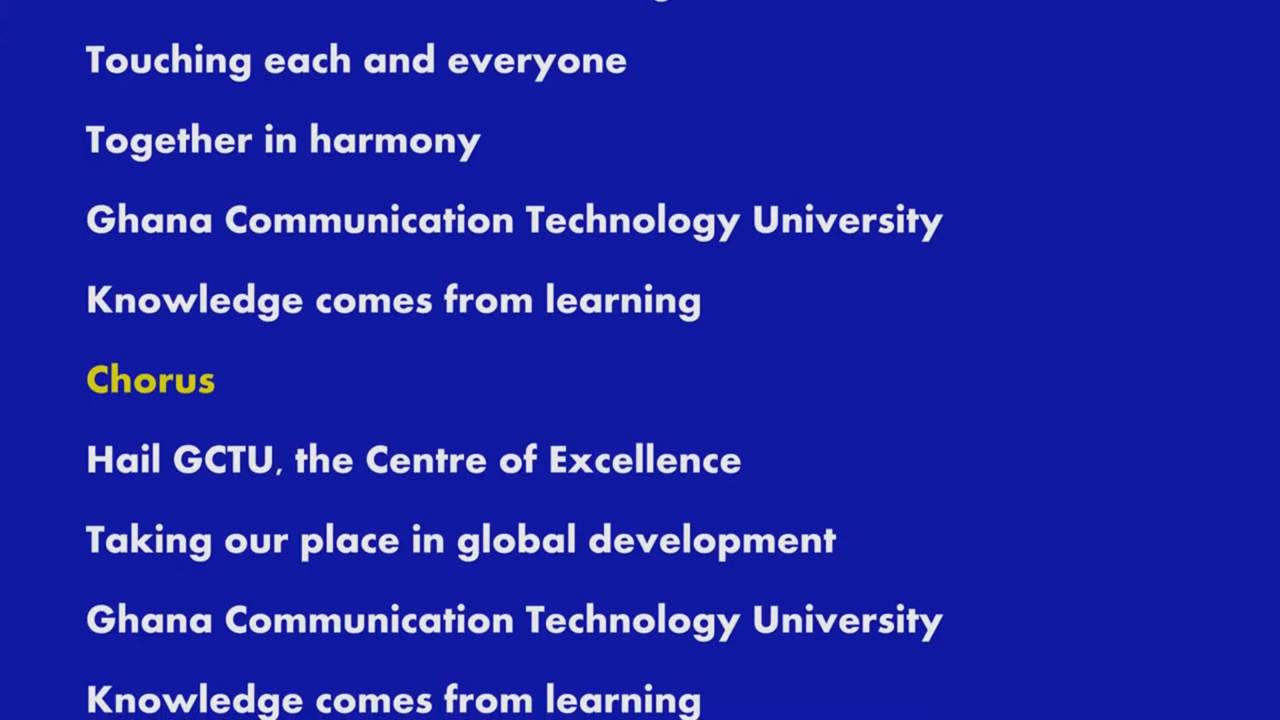 Touching each and everyone
Together in harmony
Ghana Communication Technology University
Knowledge comes from learning
Chorus
Hail GCTU, the Centre of Excellence
Taking our place in global development
Ghana Communication Technology University
Knowledge comes from learning